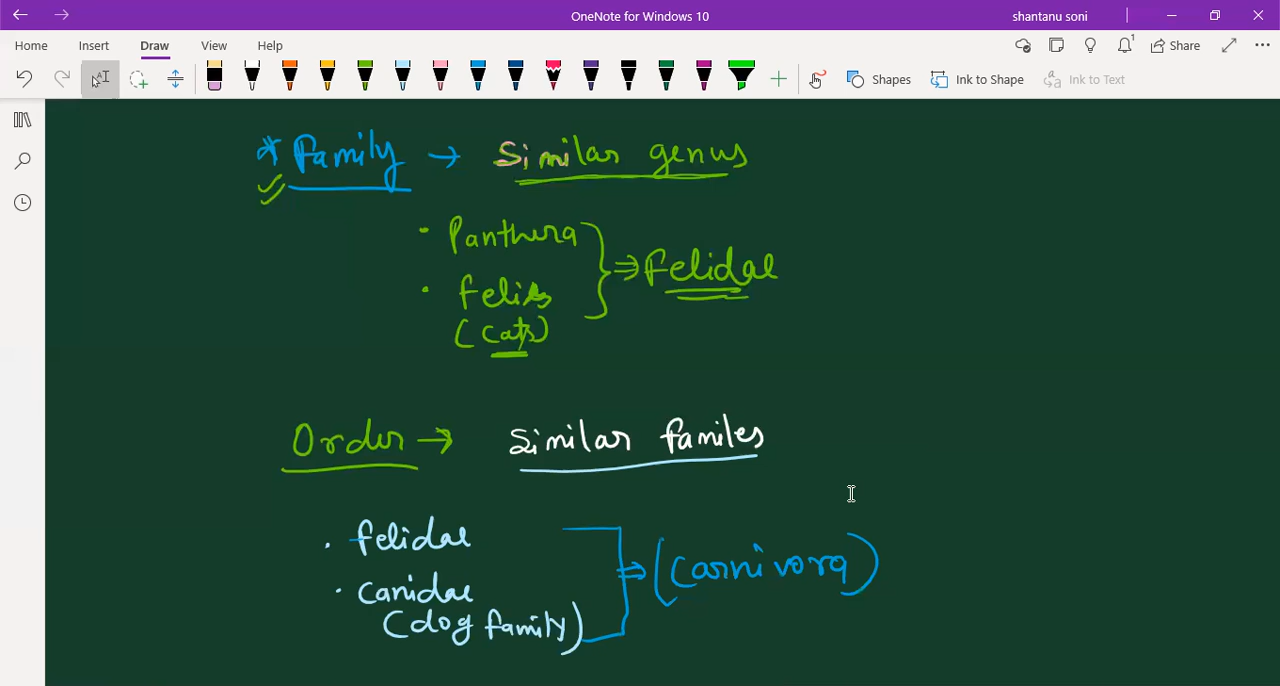 OneNote for Windows 10
shantanu soni
Home Insert Draw View Help
Share
Shapes
Ink to Shape
Ink to Text
* Family → Similar genus
• Panthera
• felis
(cats)
⇒ Felidae
Order → Similar familes
• felidae
• canidae
(dog family)
⇒ (Carnivora)